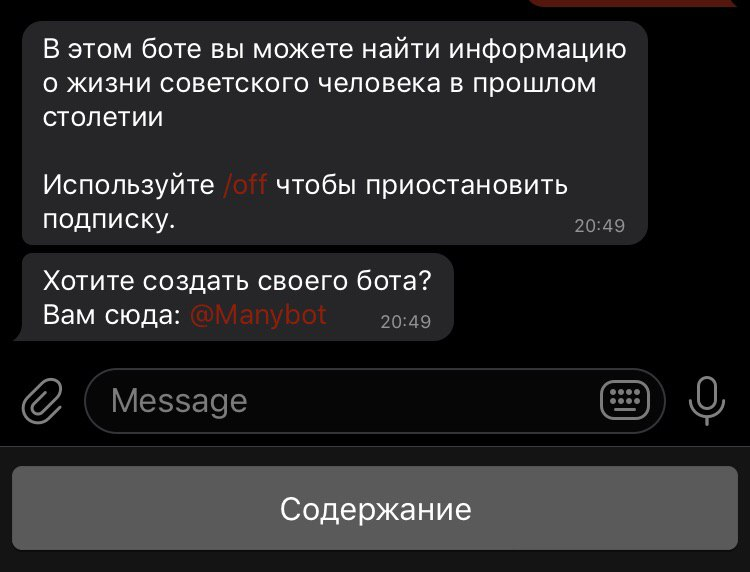 В этом боте вы можете найти информацию
о жизни советского человека в прошлом
столетии
Используйте /off чтобы приостановить
подписку.
20:49
Хотите создать своего бота?
Вам сюда: @Manybot
20:49
Message
Содержание